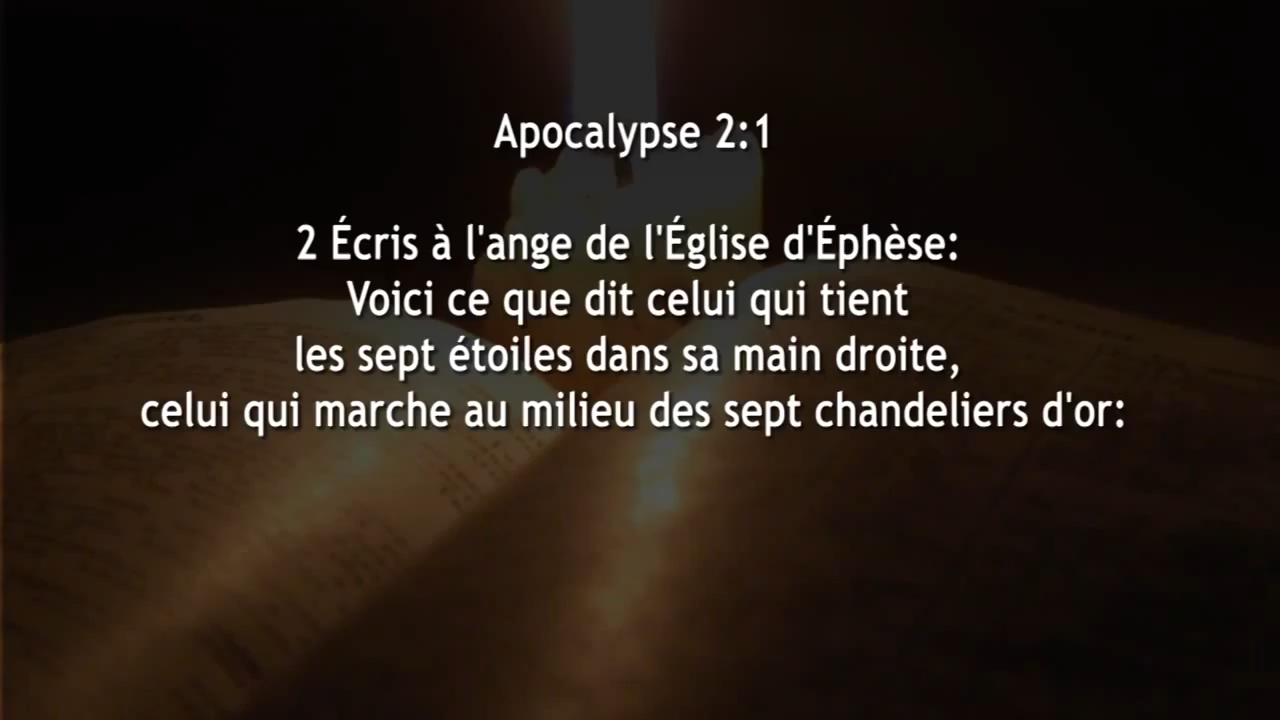 Apocalypse 2:1
2 Écris à l'ange de l'Église d'Éphèse:
Voici ce que dit celui qui tient
les sept étoiles dans sa main droite,
celui qui marche au milieu des sept chandeliers d'or: